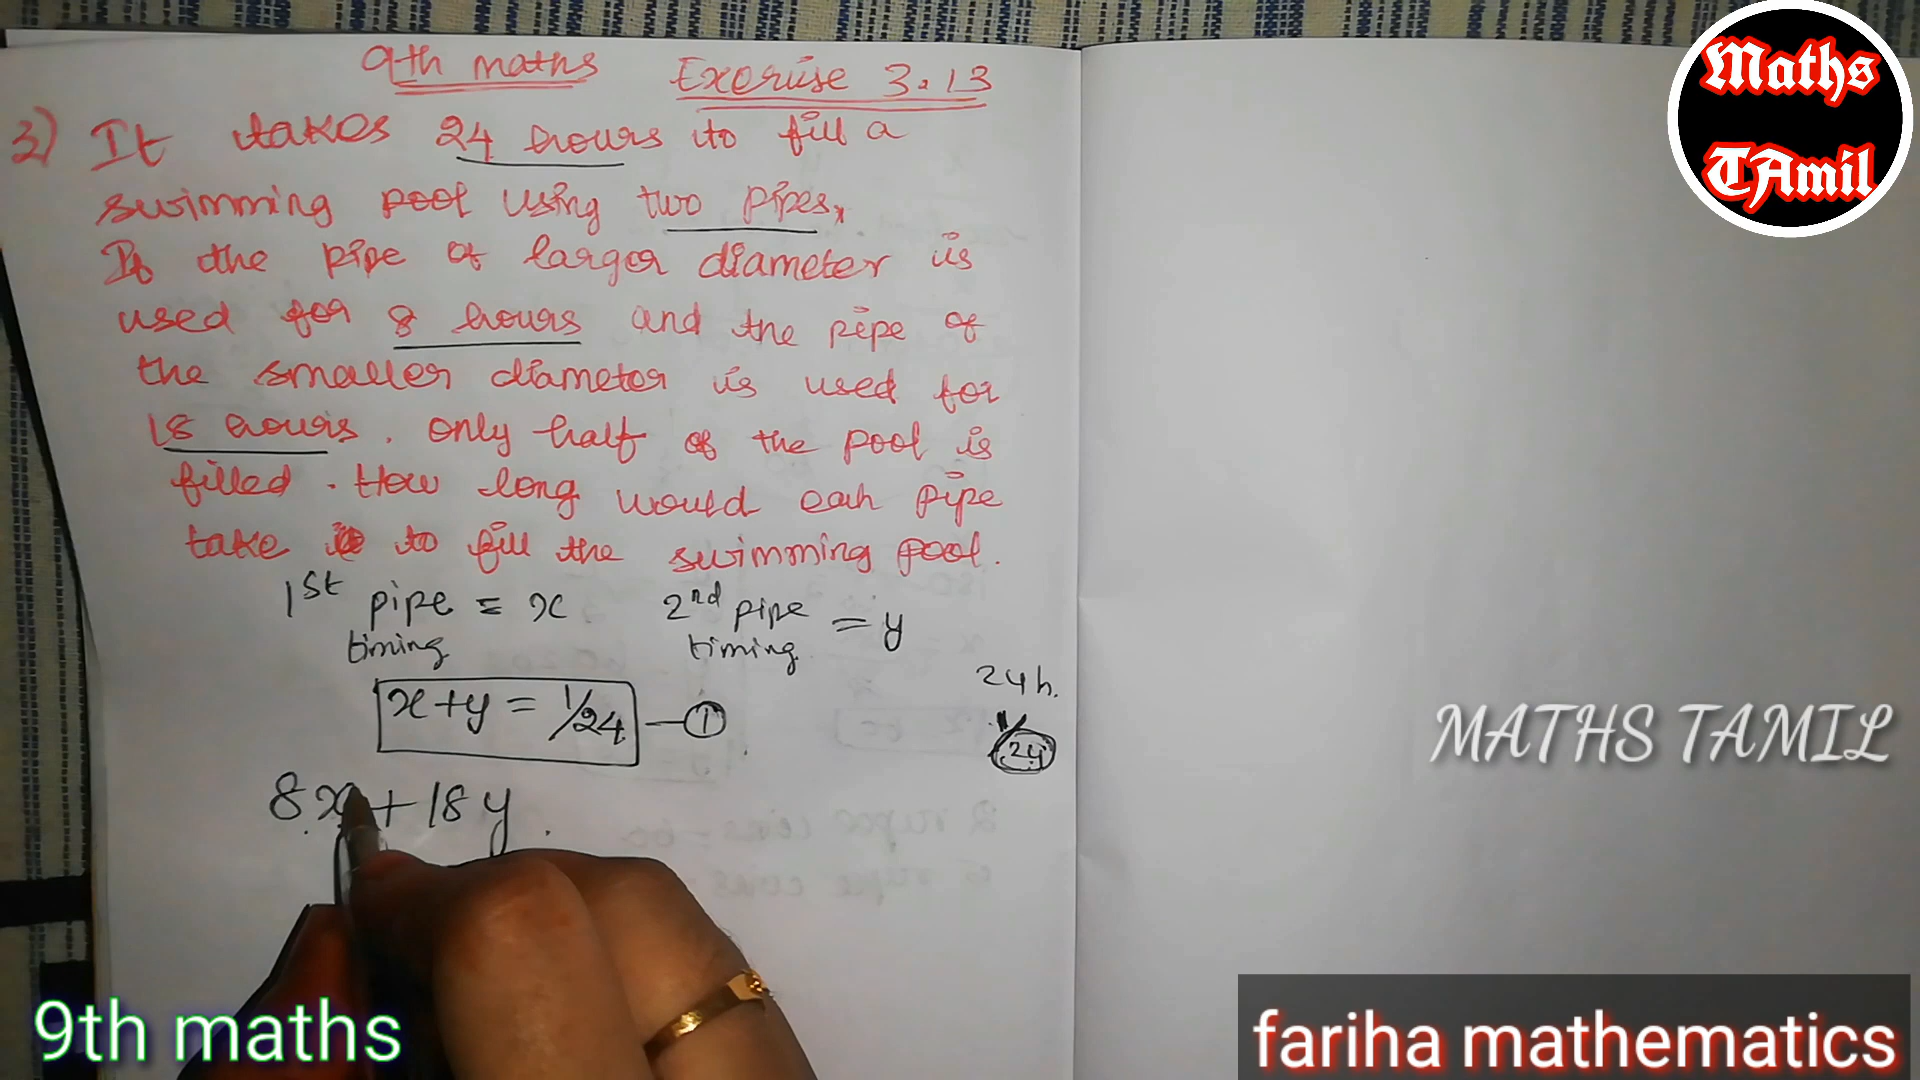 9th maths Exercise 3.13
3) It takes 24 hours to fill a
swimming pool using two pipes,
If the pipe of larger diameter is
used for 8 hours and the pipe of
the smaller diameter is used for
18 hours. Only half of the pool is
filled. How long would each pipe
take to fill the swimming pool.
1st pipe timing = x 2nd pipe timing = y
24h.
x+y = 1/24 — ①
1/24
8x + 18y
Maths
TAmil
MATHS TAMIL
9th maths
fariha mathematics